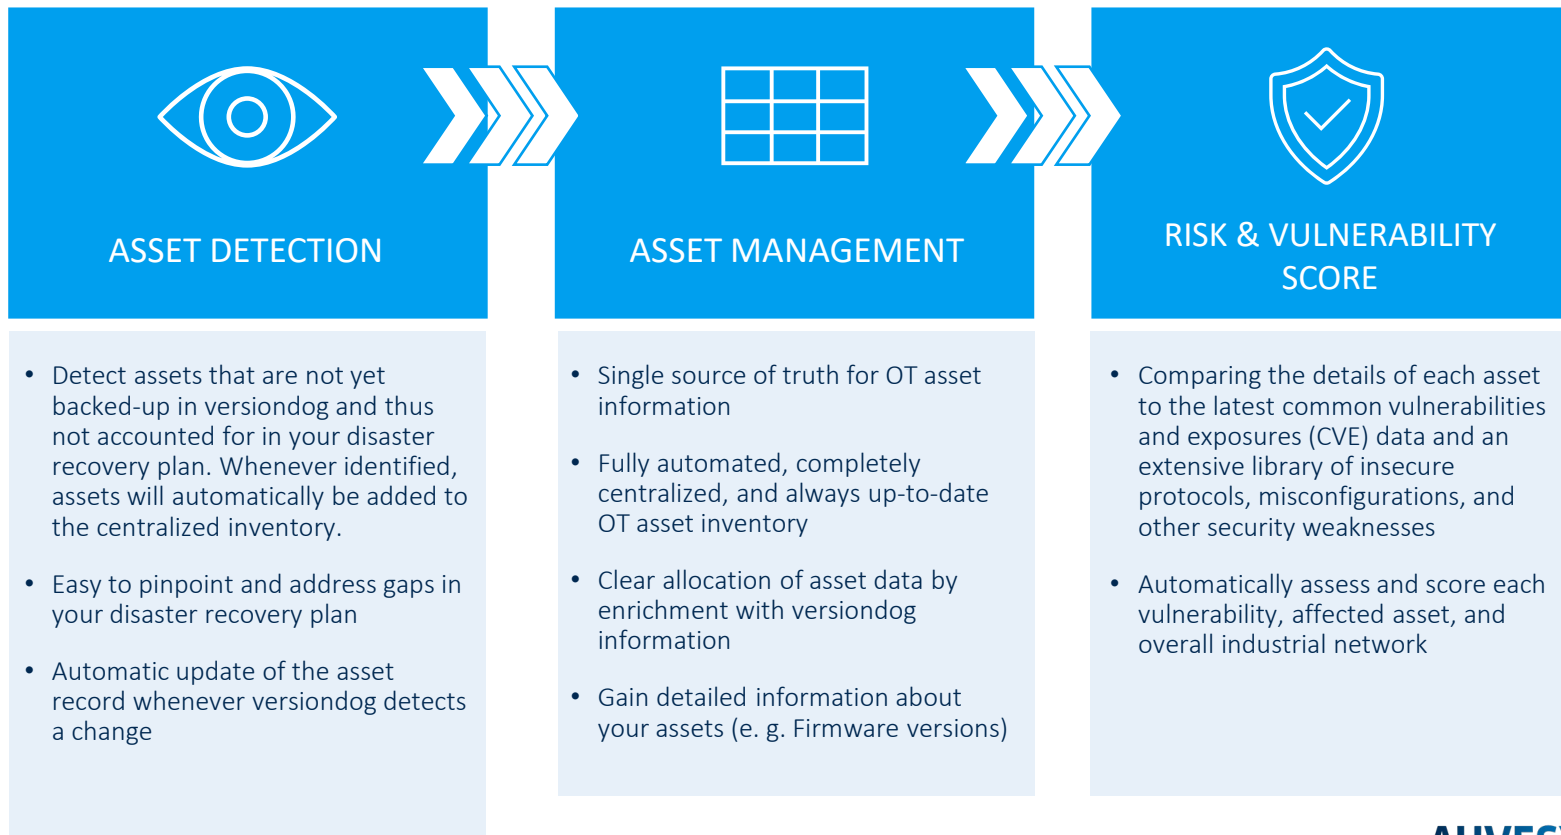 ASSET DETECTION
• Detect assets that are not yet
backed-up in versiondog and thus
not accounted for in your disaster
recovery plan. Whenever identified,
assets will automatically be added to
the centralized inventory.
• Easy to pinpoint and address gaps in
your disaster recovery plan
• Automatic update of the asset
record whenever versiondog detects
a change
ASSET MANAGEMENT
• Single source of truth for OT asset
information
• Fully automated, completely
centralized, and always up-to-date
OT asset inventory
• Clear allocation of asset data by
enrichment with versiondog
information
• Gain detailed information about
your assets (e. g. Firmware versions)
RISK & VULNERABILITY
SCORE
• Comparing the details of each asset
to the latest common vulnerabilities
and exposures (CVE) data and an
extensive library of insecure
protocols, misconfigurations, and
other security weaknesses
• Automatically assess and score each
vulnerability, affected asset, and
overall industrial network